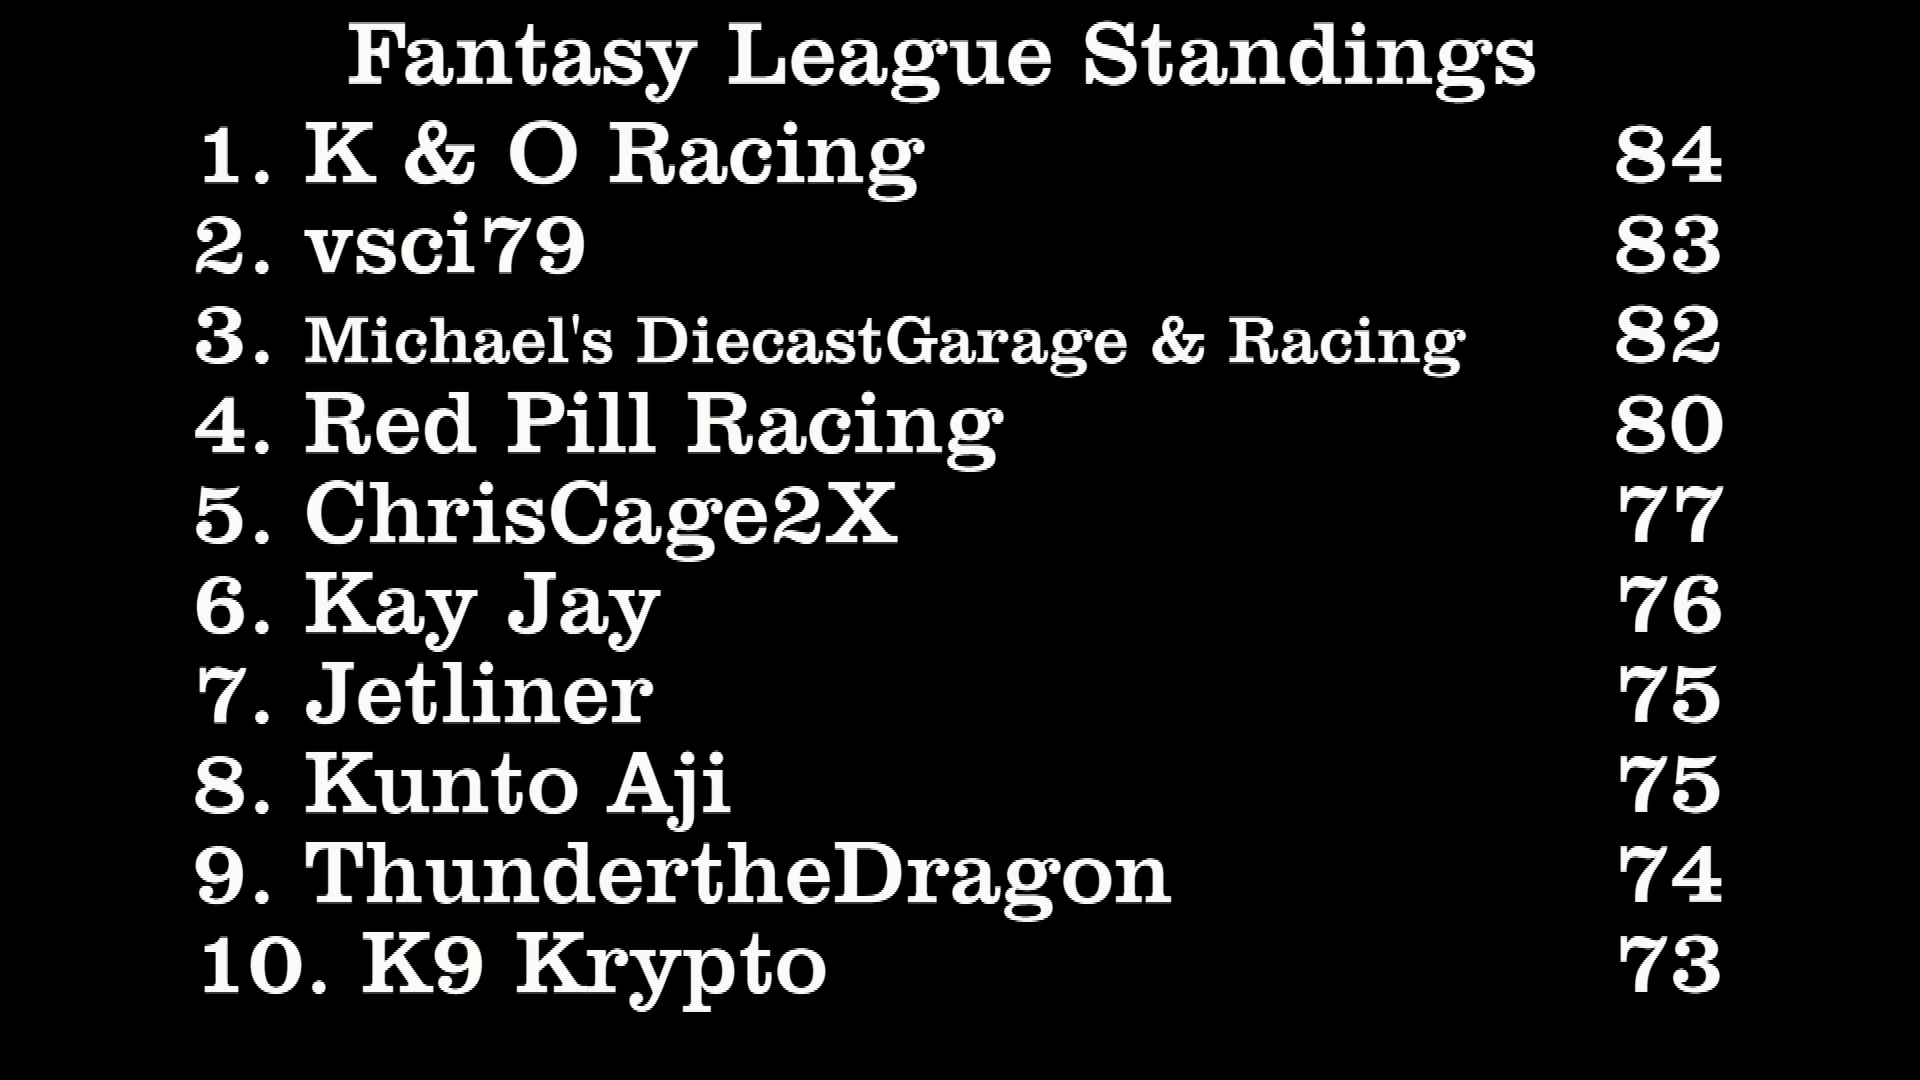 Fantasy League Standings
1. K & O Racing 84
2. vsci79 83
3. Michael's DiecastGarage & Racing 82
4. Red Pill Racing 80
5. ChrisCage2X 77
6. Kay Jay 76
7. Jetliner 75
8. Kunto Aji 75
9. ThundertheDragon 74
10. K9 Krypto 73